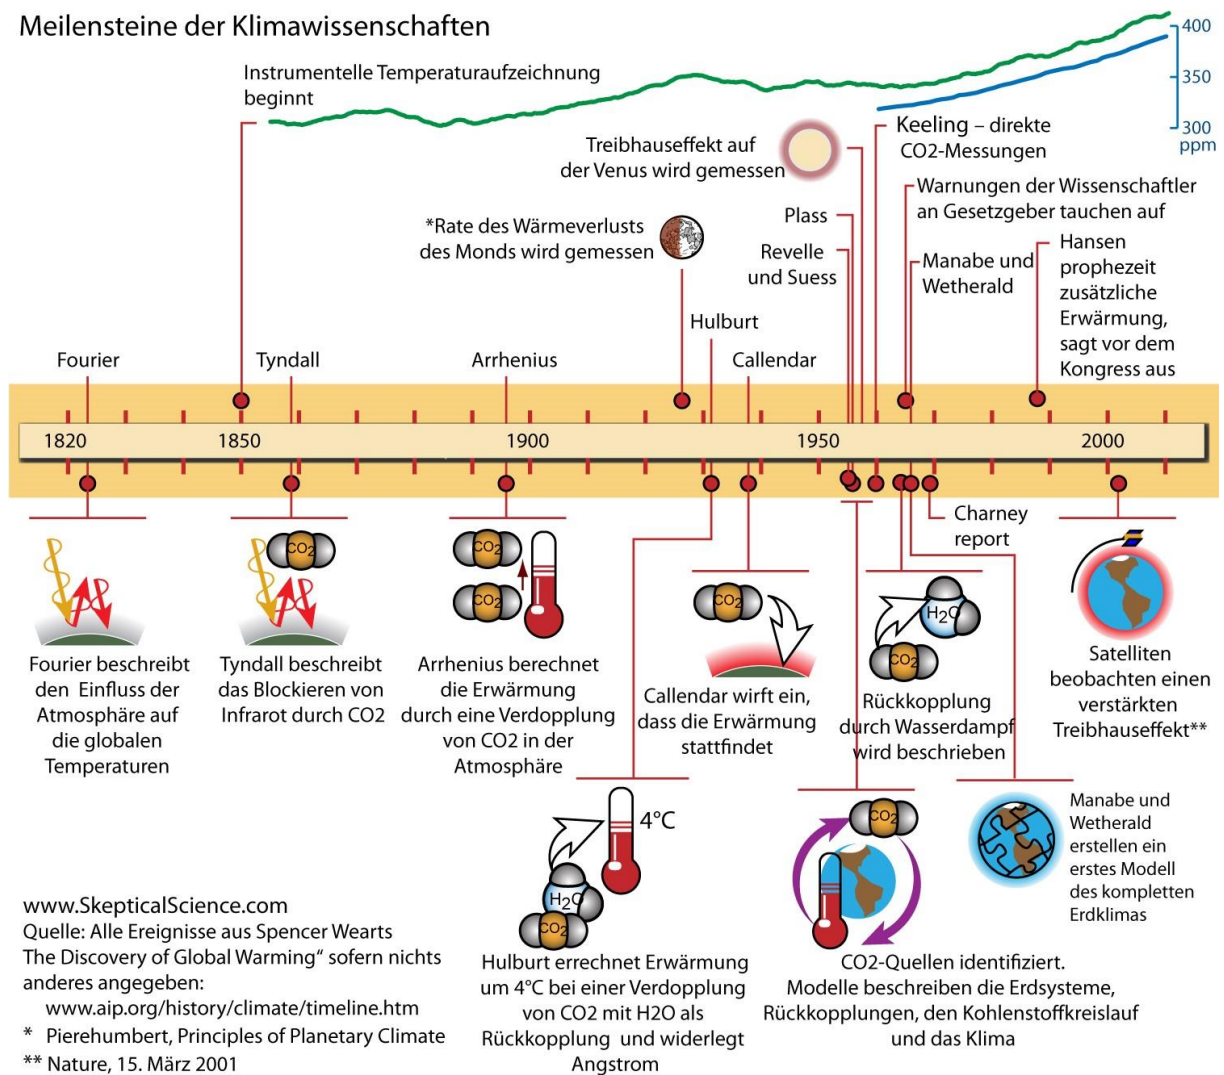 Meilensteine der Klimawissenschaften
400
350
300
ppm
Instrumentelle Temperaturaufzeichnung
beginnt
Keeling – direkte
CO2-Messungen
Treibhauseffekt auf
der Venus wird gemessen
Warnungen der Wissenschaftler
an Gesetzgeber tauchen auf
Plass
*Rate des Wärmeverlusts
des Monds wird gemessen
Revelle
und Suess
Manabe und
Wetherald
Hansen
prophezeit
zusätzliche
Erwärmung,
sagt vor dem
Kongress aus
Hulburt
Fourier
Tyndall
Arrhenius
Callendar
1820
1850
1900
1950
2000
Charney
report
CO2
CO2
CO2
CO2
H2O
CO2
Fourier beschreibt
den Einfluss der
Atmosphäre auf
die globalen
Temperaturen
Tyndall beschreibt
das Blockieren von
Infrarot durch CO2
Arrhenius berechnet
die Erwärmung
durch eine Verdopplung
von CO2 in der
Atmosphäre
Callendar wirft ein,
dass die Erwärmung
stattfindet
Rückkopplung
durch Wasserdampf
wird beschrieben
Satelliten
beobachten einen
verstärkten
Treibhauseffekt**
4°C
H2O
CO2
Hulburt errechnet Erwärmung
um 4°C bei einer Verdopplung
von CO2 mit H2O als
Rückkopplung und widerlegt
Angstrom
CO2
CO2-Quellen identifiziert.
Modelle beschreiben die Erdsysteme,
Rückkopplungen, den Kohlenstoffkreislauf
und das Klima
Manabe und
Wetherald
erstellen ein
erstes Modell
des kompletten
Erdklimas
www.SkepticalScience.com
Quelle: Alle Ereignisse aus Spencer Wearts
The Discovery of Global Warming“ sofern nichts
anderes angegeben:
www.aip.org/history/climate/timeline.htm
* Pierehumbert, Principles of Planetary Climate
** Nature, 15. März 2001